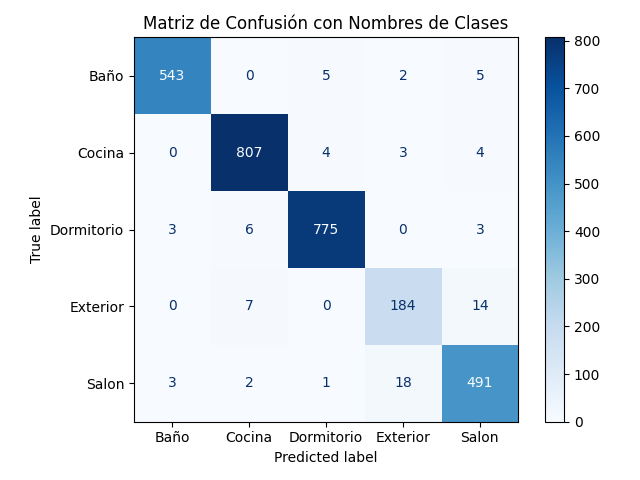 Matriz de Confusión con Nombres de Clases
True label
Baño 543 0 5 2 5
Cocina 0 807 4 3 4
Dormitorio 3 6 775 0 3
Exterior 0 7 0 184 14
Salon 3 2 1 18 491
Baño Cocina Dormitorio Exterior Salon
Predicted label
800
700
600
500
400
300
200
100
0